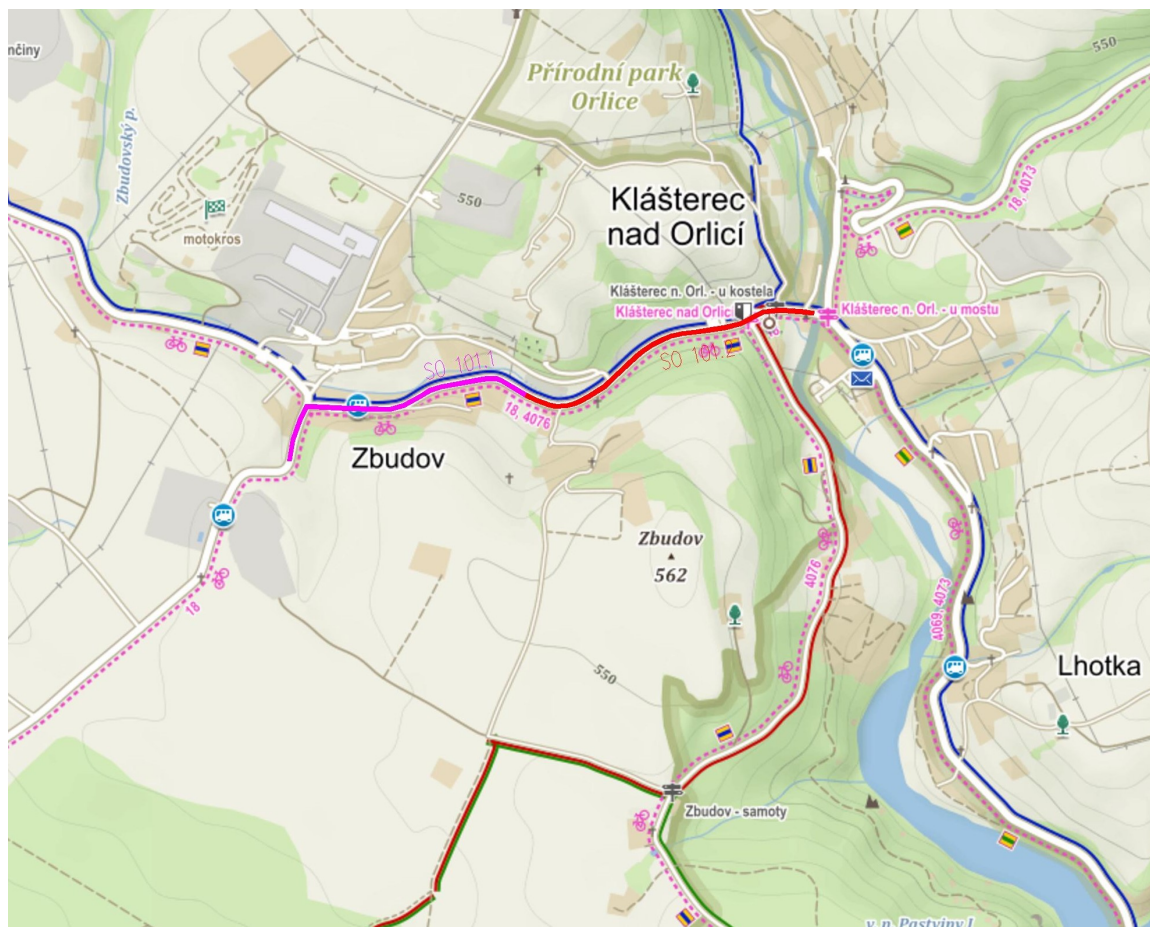 nčiny
Zbudovský p.
Přírodní park
Orlice
550
550
Klášterec
nad Orlicí
18, 4073
motokros
Klášterec n. Orl. - u kostela
Klášterec nad Orlic
Klášterec n. Orl. - u mostu
SO 101.1
SO 101.2
18, 4076
Zbudov
Zbudov
562
4076
18
4069, 4073
Lhotka
550
Zbudov - samoty
v. n. Pastviny I